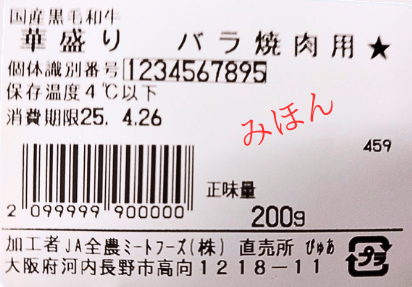 国産黒毛和牛
華盛り バラ焼肉用★
個体識別番号1234567895
保存温度4℃以下
消費期限25. 4.26
みほん
459
正味量
200g
2 099999 900000
加工者JA全農ミートフーズ(株) 直売所 ぴゅあ
大阪府河内長野市高向1218-11
プラ